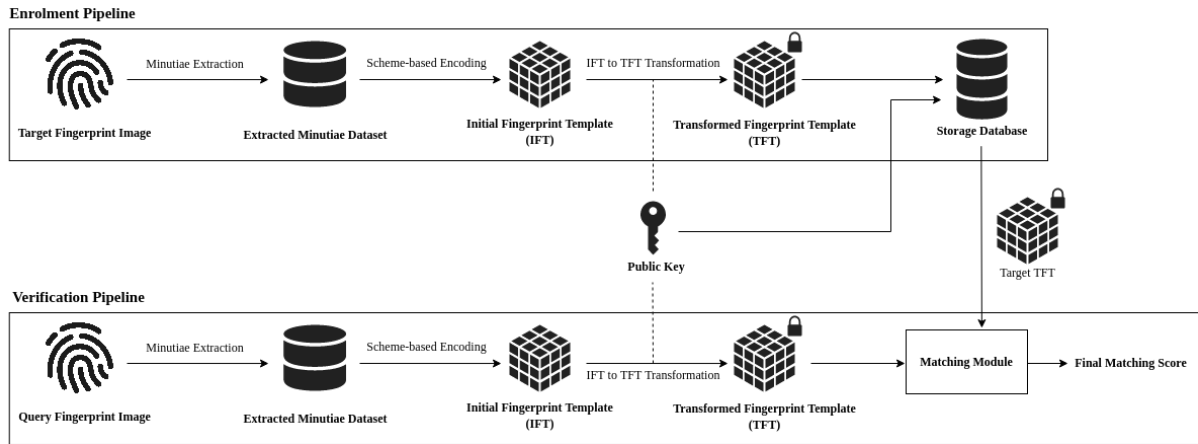 Enrolment Pipeline
Minutiae Extraction
Scheme-based Encoding
IFT to TFT Transformation
Target Fingerprint Image
Extracted Minutiae Dataset
Initial Fingerprint Template
(IFT)
Transformed Fingerprint Template
(TFT)
Storage Database
Public Key
Target TFT
Verification Pipeline
Minutiae Extraction
Scheme-based Encoding
IFT to TFT Transformation
Matching Module
Final Matching Score
Query Fingerprint Image
Extracted Minutiae Dataset
Initial Fingerprint Template
(IFT)
Transformed Fingerprint Template
(TFT)